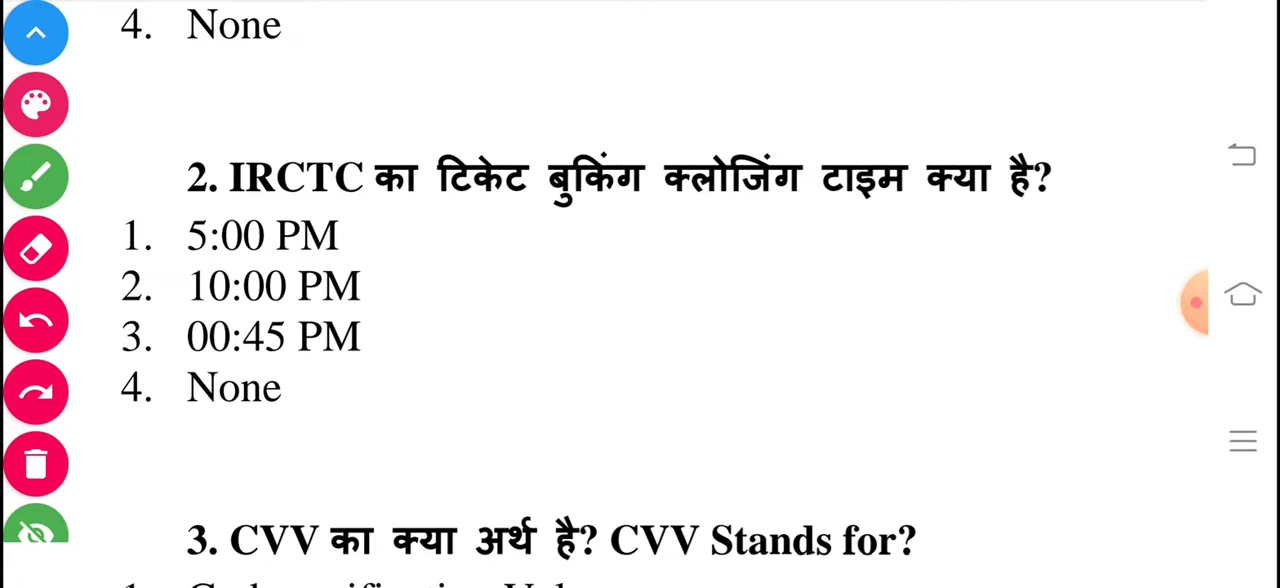 4. None
2. IRCTC का टिकेट बुकिंग क्लोजिंग टाइम क्या है?
1. 5:00 PM
2. 10:00 PM
3. 00:45 PM
4. None
3. CVV का क्या अर्थ है? CVV Stands for?